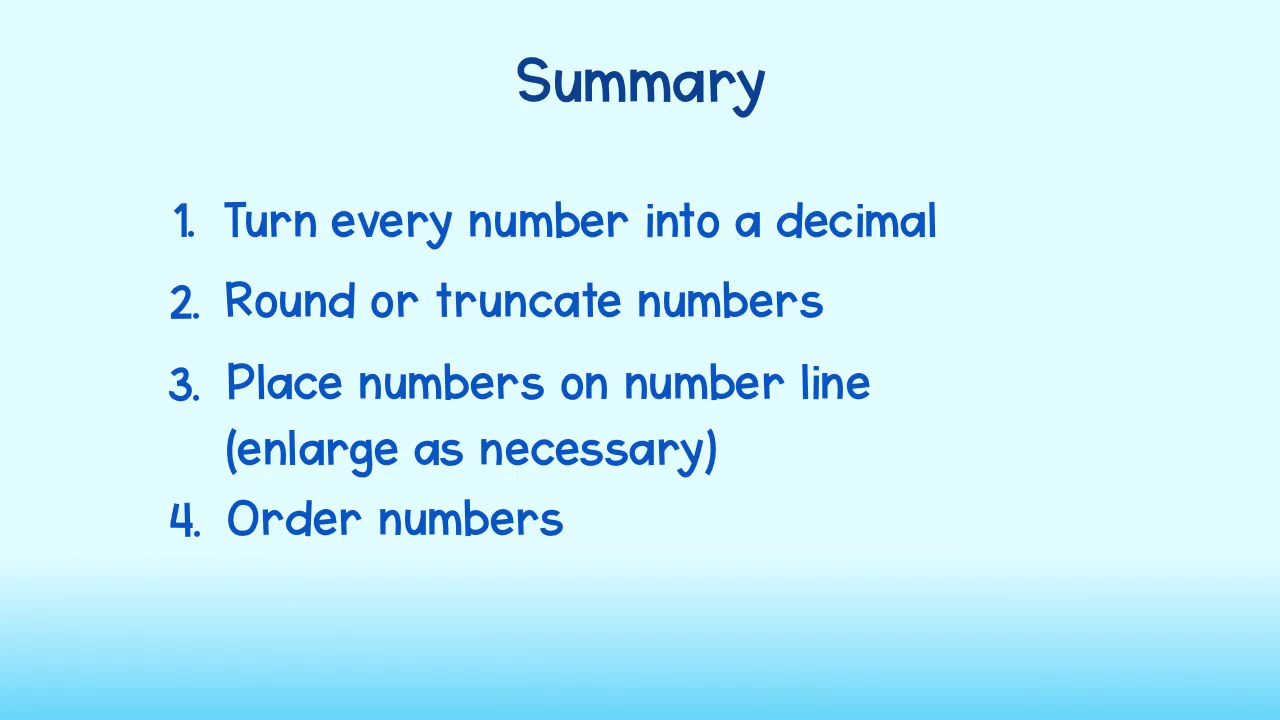 Summary
1. Turn every number into a decimal
2. Round or truncate numbers
3. Place numbers on number line
(enlarge as necessary)
4. Order numbers